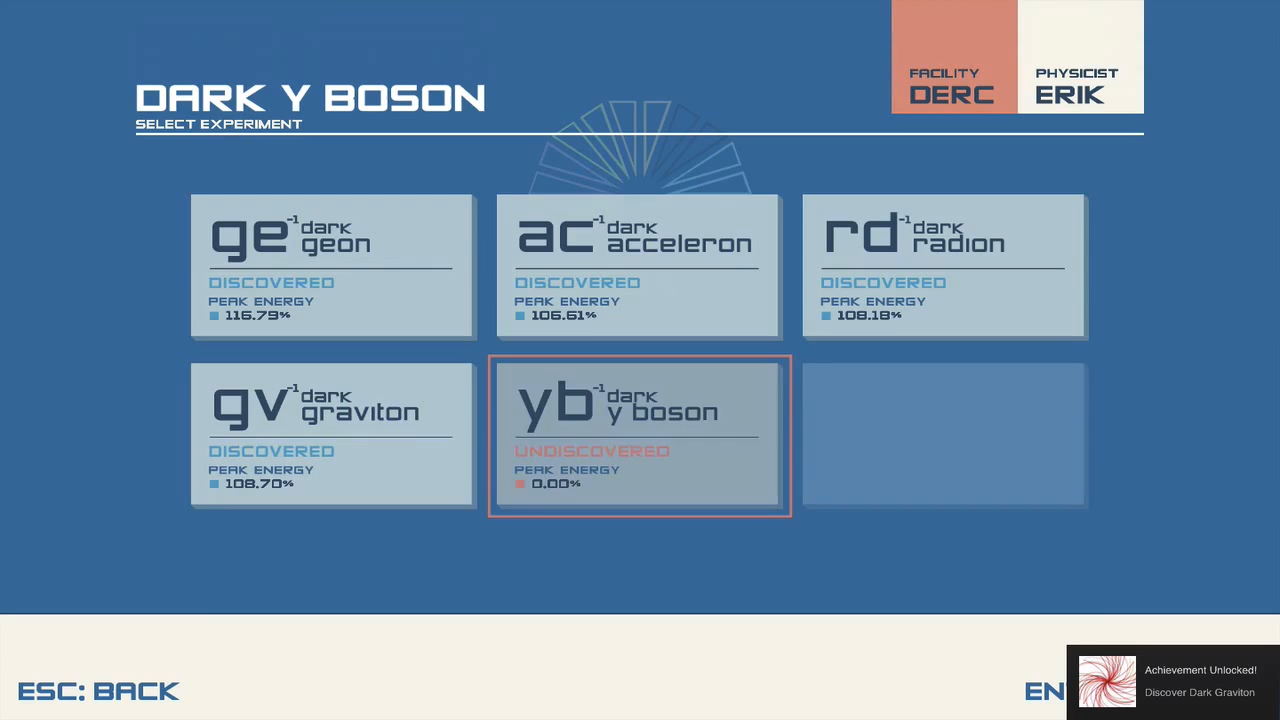 FACILITY
DERC
PHYSICIST
ERIK
DARK Y BOSON
SELECT EXPERIMENT
ge-1 dark
geon
DISCOVERED
PEAK ENERGY
116.79%
ac-1 dark
acceleron
DISCOVERED
PEAK ENERGY
106.61%
rd-1 dark
radion
DISCOVERED
PEAK ENERGY
108.18%
gv-1 dark
graviton
DISCOVERED
PEAK ENERGY
108.70%
yb-1 dark
y boson
UNDISCOVERED
PEAK ENERGY
0.00%
ESC: BACK
Achievement Unlocked!
Discover Dark Graviton